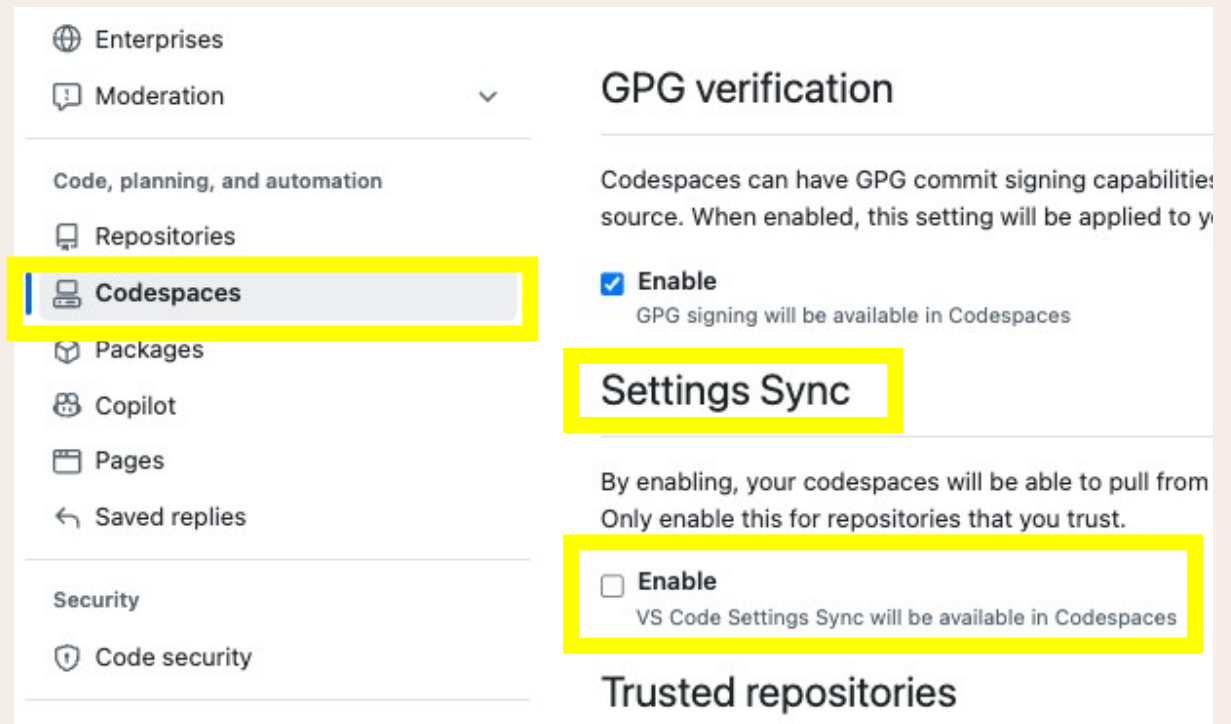 Enterprises
Moderation
Code, planning, and automation
Repositories
Codespaces
Packages
Copilot
Pages
Saved replies
Security
Code security
GPG verification
Codespaces can have GPG commit signing capabilities
source. When enabled, this setting will be applied to
Enable
GPG signing will be available in Codespaces
Settings Sync
By enabling, your codespaces will be able to pull from
Only enable this for repositories that you trust.
Enable
VS Code Settings Sync will be available in Codespaces
Trusted repositories